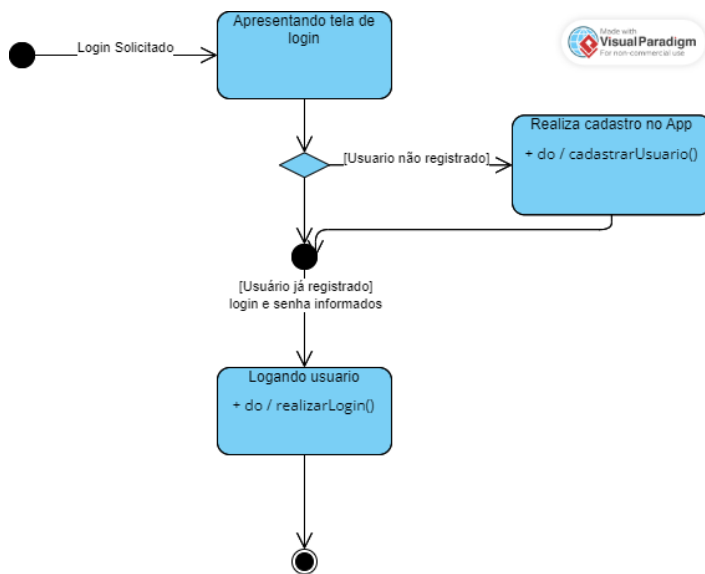 Login Solicitado
Apresentando tela de
login
Made with
Visual Paradigm
For non-commercial use
[Usuario não registrado]
Realiza cadastro no App
+ do / cadastrarUsuario()
[Usuário já registrado]
login e senha informados
Logando usuario
+ do / realizarLogin()